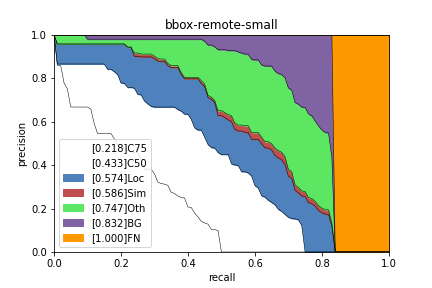 bbox-remote-small
1.0
0.8
0.6
0.4
0.2
0.0
precision
[0.218]C75
[0.433]C50
[0.574]Loc
[0.586]Sim
[0.747]Oth
[0.832]BG
[1.000]FN
0.0 0.2 0.4 0.6 0.8 1.0
recall